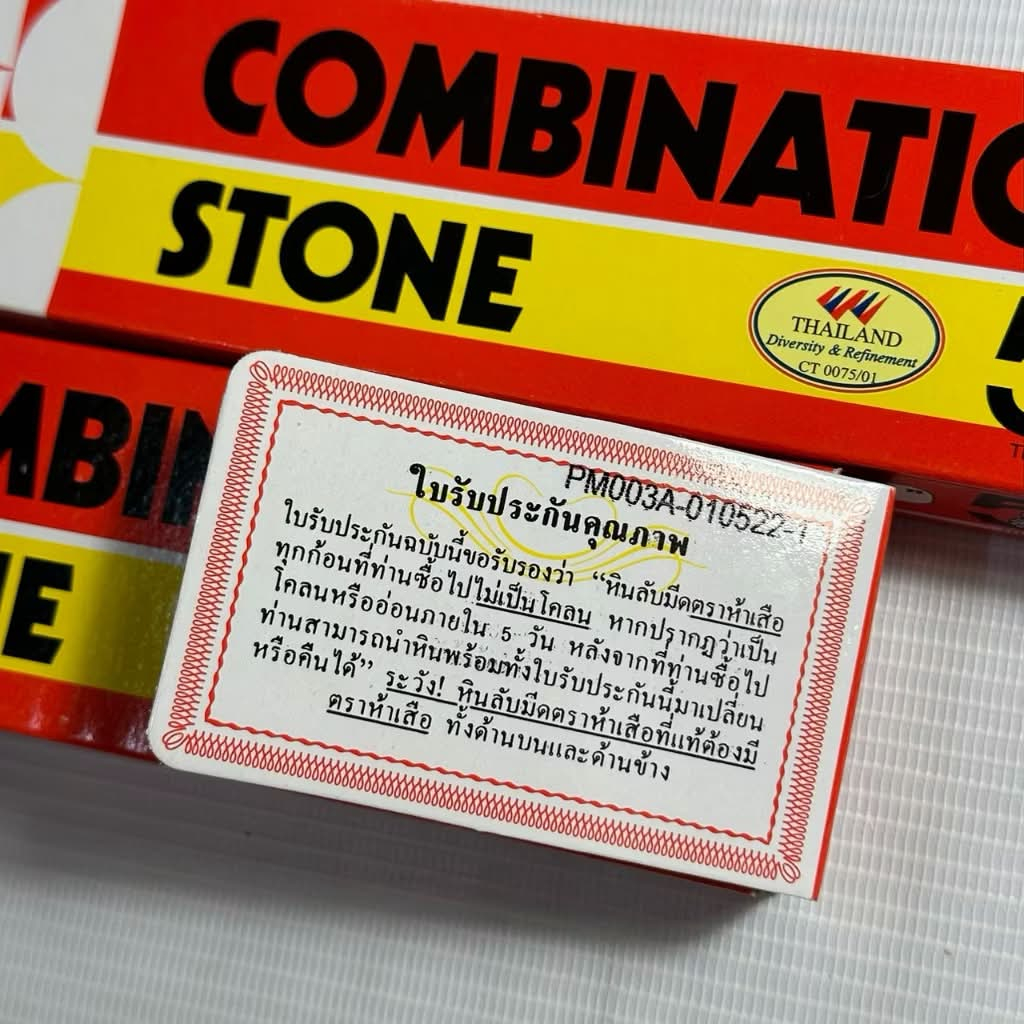 COMBINATIO
STONE
THAILAND
Diversity & Refinement
CT 0075/01
5
MBIN
NE
PM003A-010522-1
ใบรับประกันคุณภาพ
ใบรับประกันฉบับนี้ขอรับรองว่า “หินลับมีดตราห้าเสือ
ทุกก้อนที่ท่านซื้อไปไม่เป็นโคลน หากปรากฏว่าเป็น
โคลนหรืออ่อนภายใน 5 วัน หลังจากที่ท่านซื้อไป
ท่านสามารถนำหินพร้อมทั้งใบรับประกันนี้มาเปลี่ยน
หรือคืนได้” ระวัง! หินลับมีดตราห้าเสือที่แท้ต้องมี
ตราห้าเสือ ทั้งด้านบนและด้านข้าง